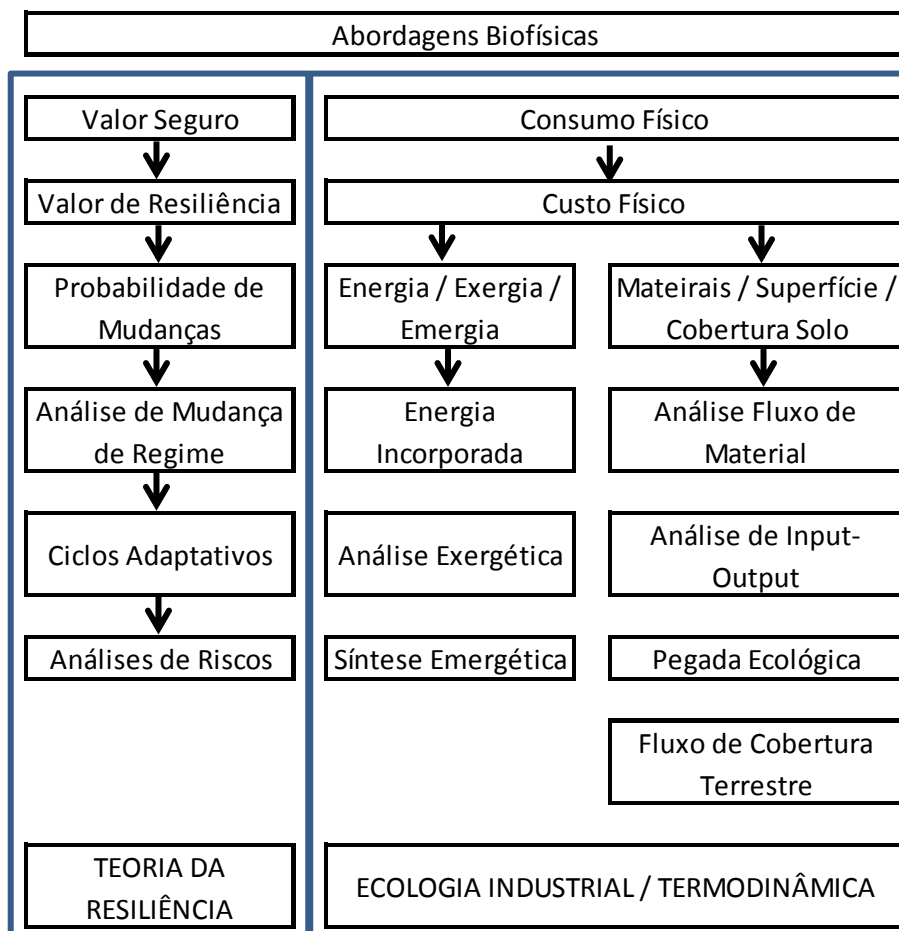 Abordagens Biofísicas
Valor Seguro
Valor de Resiliência
Probabilidade de
Mudanças
Análise de Mudança
de Regime
Ciclos Adaptativos
Análises de Riscos
TEORIA DA
RESILIÊNCIA
Consumo Físico
Custo Físico
Energia / Exergia /
Emergia
Energia
Incorporada
Análise Exergética
Síntese Emergética
Mateirais / Superfície /
Cobertura Solo
Análise Fluxo de
Material
Análise de Input-
Output
Pegada Ecológica
Fluxo de Cobertura
Terrestre
ECOLOGIA INDUSTRIAL / TERMODINÂMICA